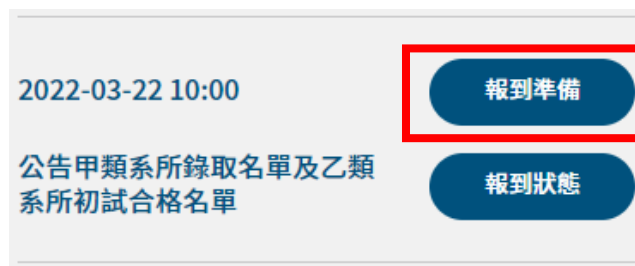 2022-03-22 10:00
報到準備
公告甲類系所錄取名單及乙類
系所初試合格名單
報到狀態